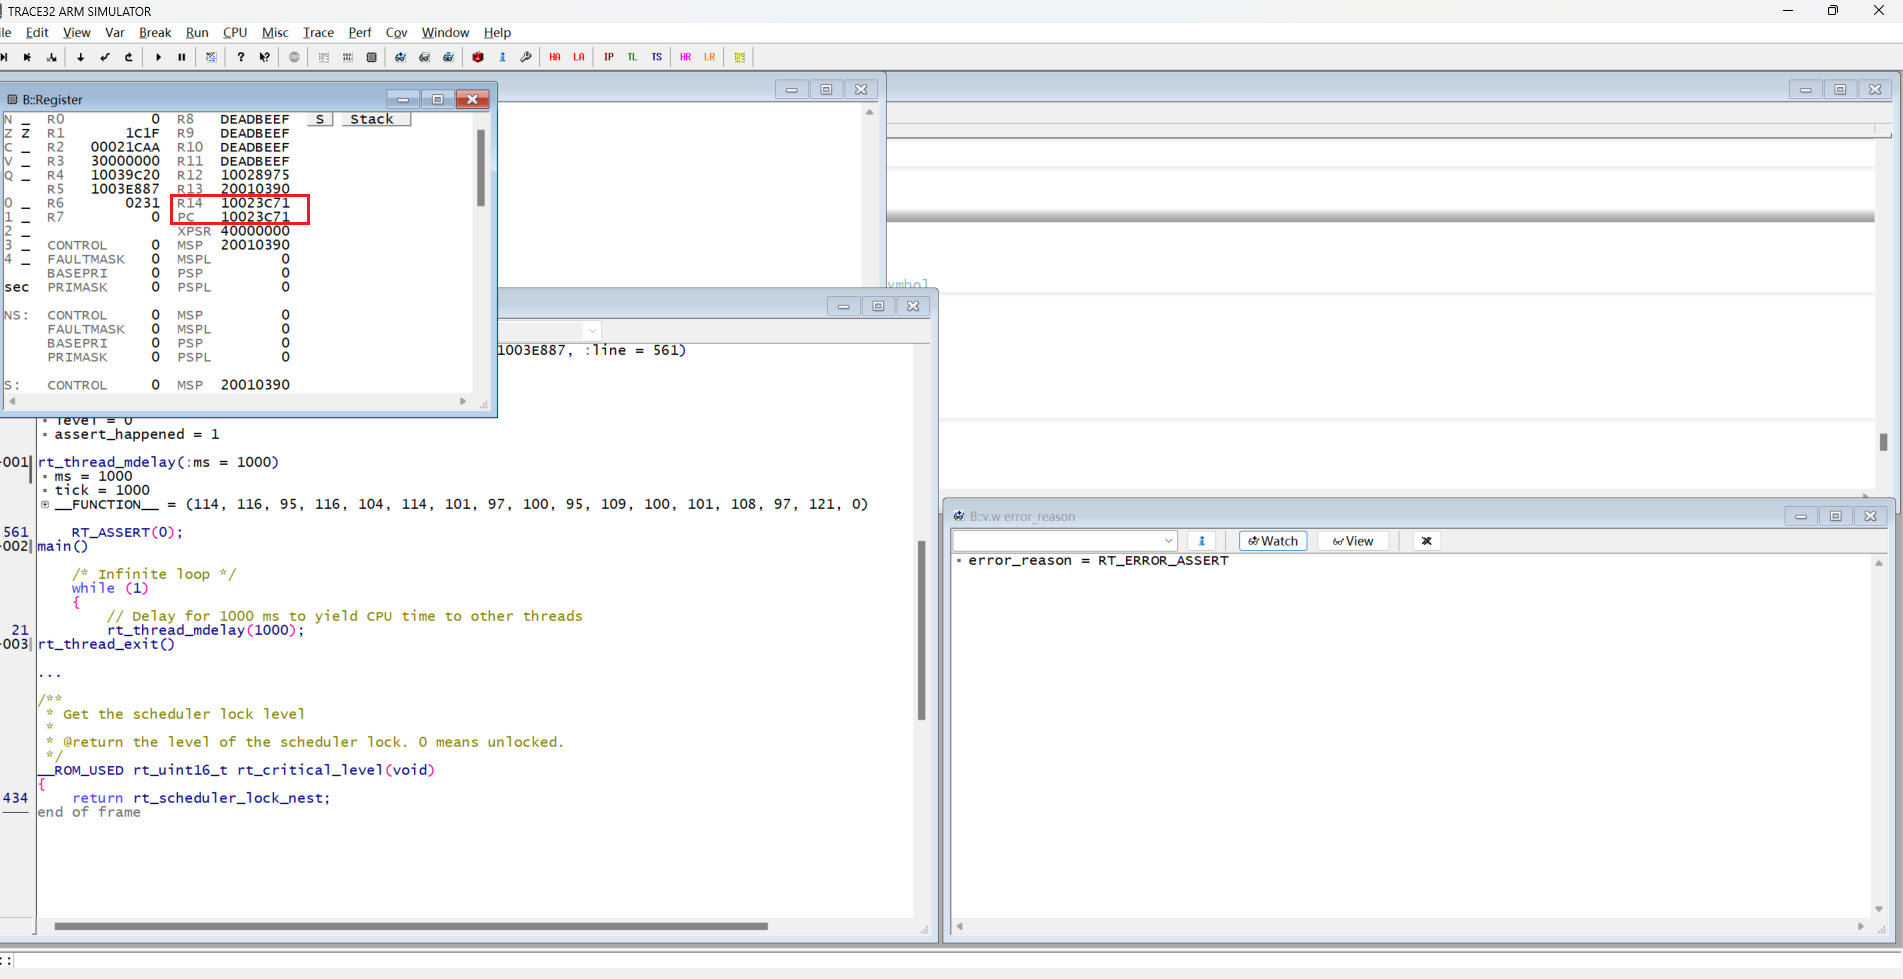 TRACE32 ARM SIMULATOR
le Edit View Var Break Run CPU Misc Trace Perf Cov Window Help
HA LA IP TL TS HR LR
B::Register
N _ R0 0 R8 DEADBEEF S Stack
Z Z R1 1C1F R9 DEADBEEF
C _ R2 00021CAA R10 DEADBEEF
V _ R3 30000000 R11 DEADBEEF
Q _ R4 10039C20 R12 10028975
R5 1003E887 R13 20010390
0 _ R6 0231 R14 10023C71
1 _ R7 0 PC 10023C71
2 _ XPSR 40000000
3 _ CONTROL 0 MSP 20010390
4 _ FAULTMASK 0 MSPL 0
BASEPRI 0 PSP 0
sec PRIMASK 0 PSPL 0
NS: CONTROL 0 MSP 0
FAULTMASK 0 MSPL 0
BASEPRI 0 PSP 0
PRIMASK 0 PSPL 0
S: CONTROL 0 MSP 20010390
ymbol
1003E887, :line = 561)
level = 0
assert_happened = 1
-001 rt_thread_mdelay(:ms = 1000)
ms = 1000
tick = 1000
__FUNCTION__ = (114, 116, 95, 116, 104, 114, 101, 97, 100, 95, 109, 100, 101, 108, 97, 121, 0)
561 RT_ASSERT(0);
-002 main()
/* Infinite loop */
while (1)
{
// Delay for 1000 ms to yield CPU time to other threads
21 rt_thread_mdelay(1000);
-003 rt_thread_exit()
...
/**
* Get the scheduler lock level
*
* @return the level of the scheduler lock. 0 means unlocked.
*/
__ROM_USED rt_uint16_t rt_critical_level(void)
{
434 return rt_scheduler_lock_nest;
end of frame
B::v.w error_reason
Watch View
error_reason = RT_ERROR_ASSERT
::